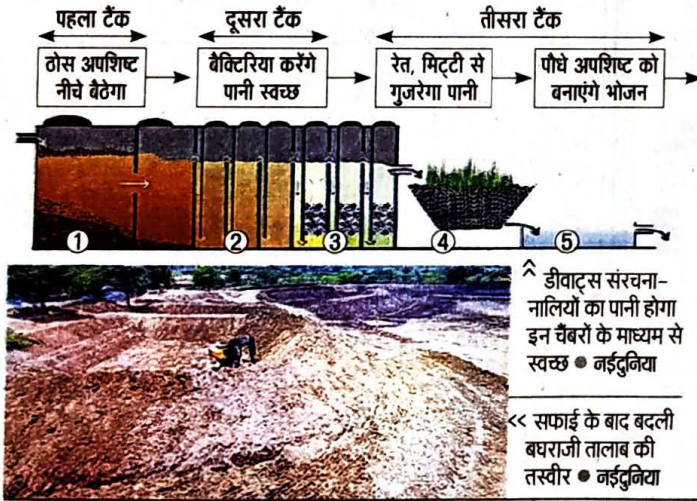 पहला टैंक
दूसरा टैंक
तीसरा टैंक
ठोस अपशिष्ट
नीचे बैठेगा
बैक्टिरिया करेंगे
पानी स्वच्छ
रेत, मिट्टी से
गुजरेगा पानी
पौधे अपशिष्ट को
बनाएंगे भोजन
1
2
3
4
5
डीवाट्स संरचना-
नालियों का पानी होगा
इन चैंबरों के माध्यम से
स्वच्छ ● नईदुनिया
<< सफाई के बाद बदली
बघराजी तालाब की
तस्वीर ● नईदुनिया